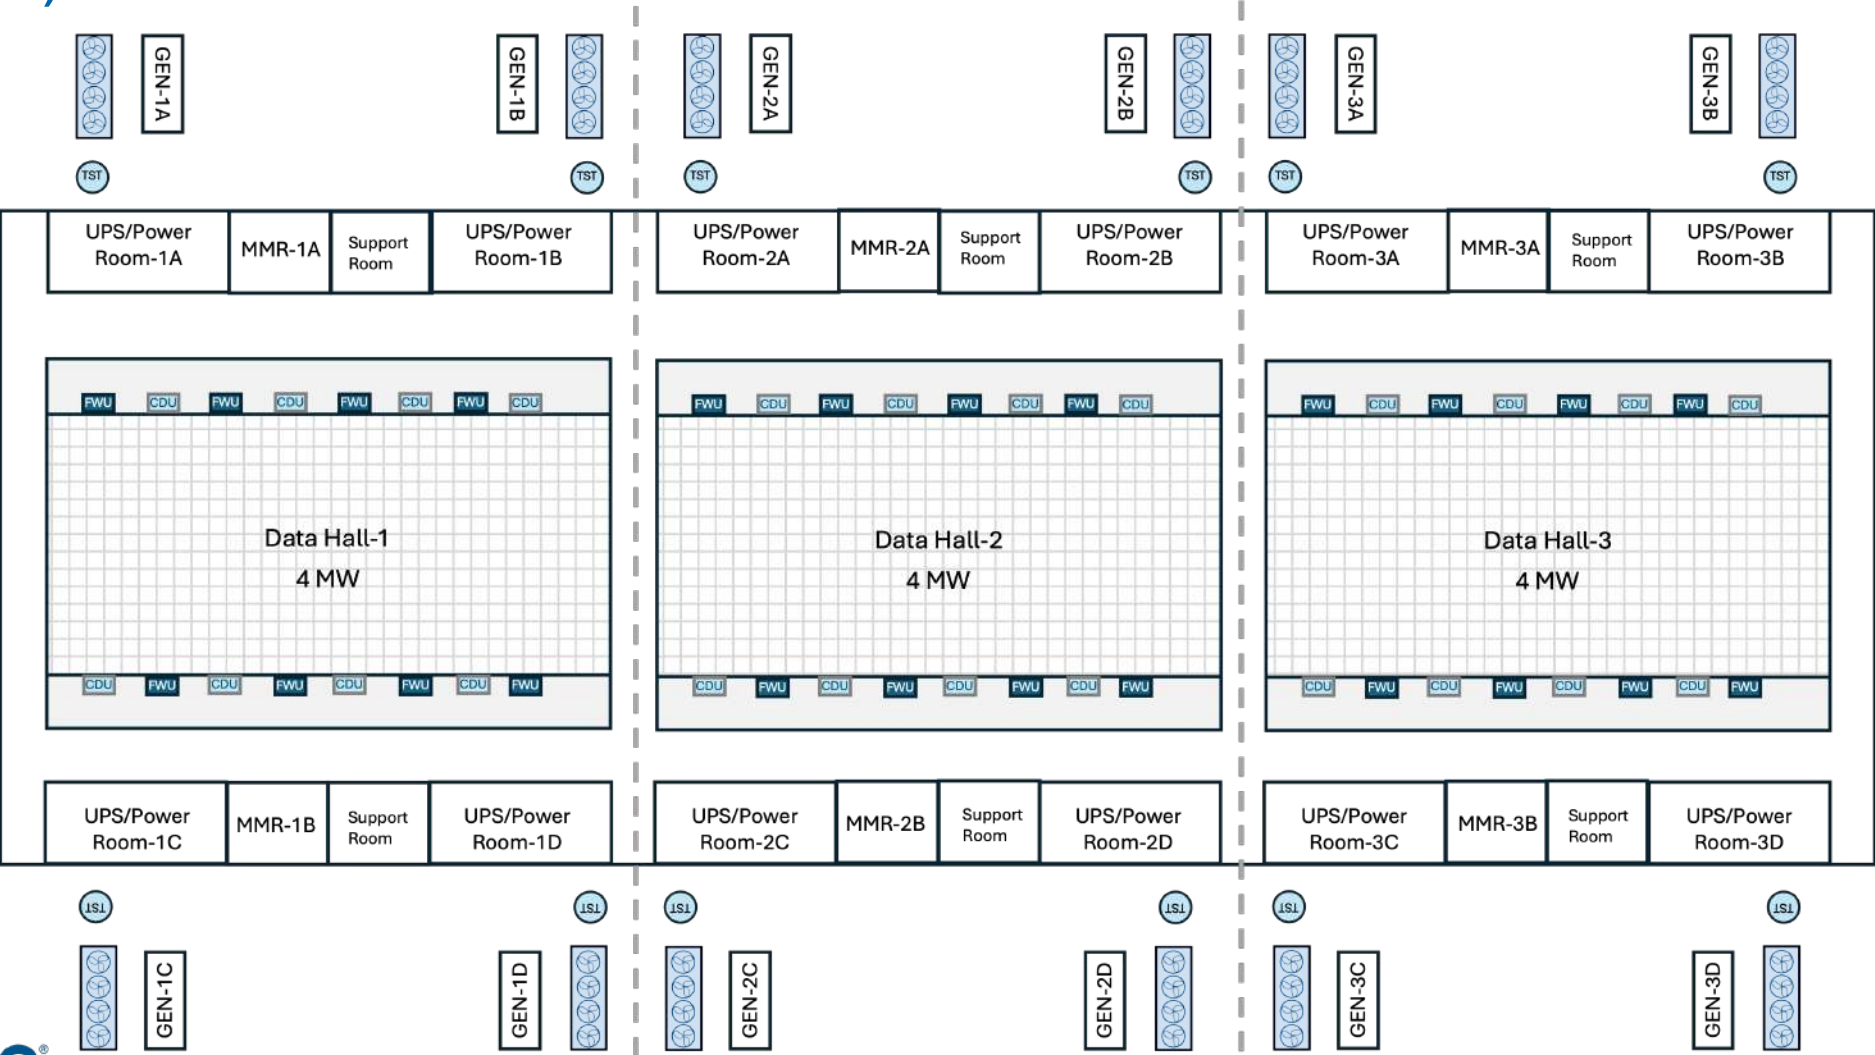 GEN-1A
GEN-1B
GEN-2A
GEN-2B
GEN-3A
GEN-3B
TST
TST
TST
TST
TST
TST
UPS/Power
Room-1A
MMR-1A
Support
Room
UPS/Power
Room-1B
UPS/Power
Room-2A
MMR-2A
Support
Room
UPS/Power
Room-2B
UPS/Power
Room-3A
MMR-3A
Support
Room
UPS/Power
Room-3B
FWU CDU FWU CDU FWU CDU FWU CDU
FWU CDU FWU CDU FWU CDU FWU CDU
FWU CDU FWU CDU FWU CDU FWU CDU
Data Hall-1
4 MW
Data Hall-2
4 MW
Data Hall-3
4 MW
CDU FWU CDU FWU CDU FWU CDU FWU
CDU FWU CDU FWU CDU FWU CDU FWU
CDU FWU CDU FWU CDU FWU CDU FWU
UPS/Power
Room-1C
MMR-1B
Support
Room
UPS/Power
Room-1D
UPS/Power
Room-2C
MMR-2B
Support
Room
UPS/Power
Room-2D
UPS/Power
Room-3C
MMR-3B
Support
Room
UPS/Power
Room-3D
TST
TST
TST
TST
TST
TST
GEN-1C
GEN-1D
GEN-2C
GEN-2D
GEN-3C
GEN-3D
®